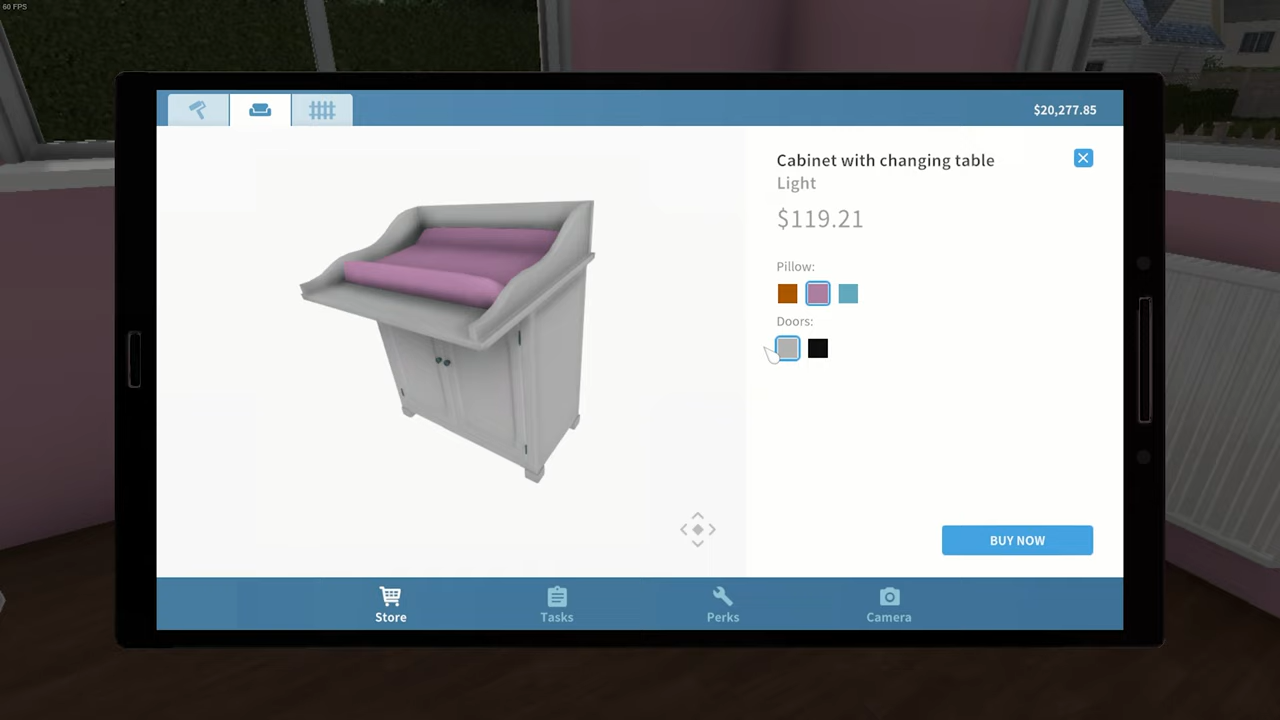 60 FPS
$20,277.85
Cabinet with changing table
Light
$119.21
Pillow:
Doors:
BUY NOW
Store
Tasks
Perks
Camera